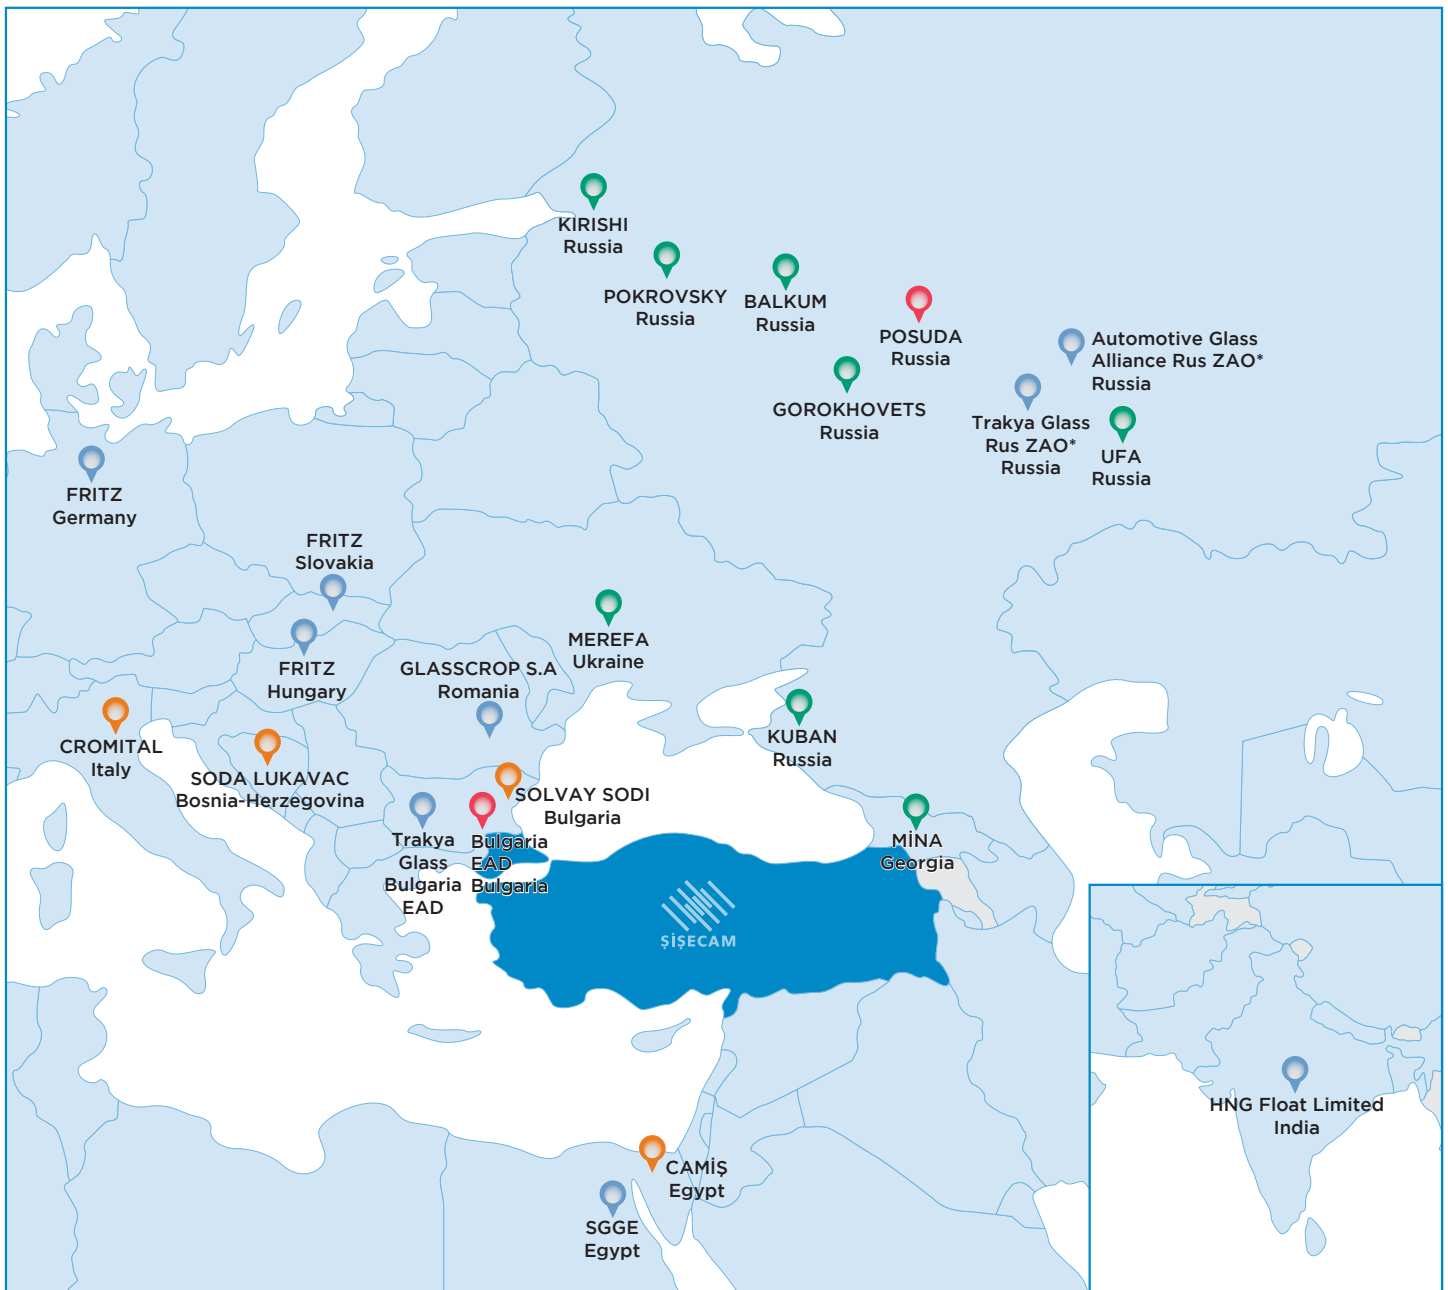 KIRISHI
Russia
POKROVSKY
Russia
BALKUM
Russia
POSUDA
Russia
Automotive Glass
Alliance Rus ZAO*
Russia
GOROKHOVETS
Russia
Trakya Glass
Rus ZAO*
Russia
UFA
Russia
FRITZ
Germany
FRITZ
Slovakia
MEREFA
Ukraine
FRITZ
Hungary
GLASSCROP S.A
Romania
CROMITAL
Italy
SODA LUKAVAC
Bosnia-Herzegovina
KUBAN
Russia
SOLVAY SODI
Bulgaria
Trakya
Glass
Bulgaria
EAD
Bulgaria
EAD
Bulgaria
MİNA
Georgia
ŞİŞECAM
HNG Float Limited
India
CAMİŞ
Egypt
SGGE
Egypt